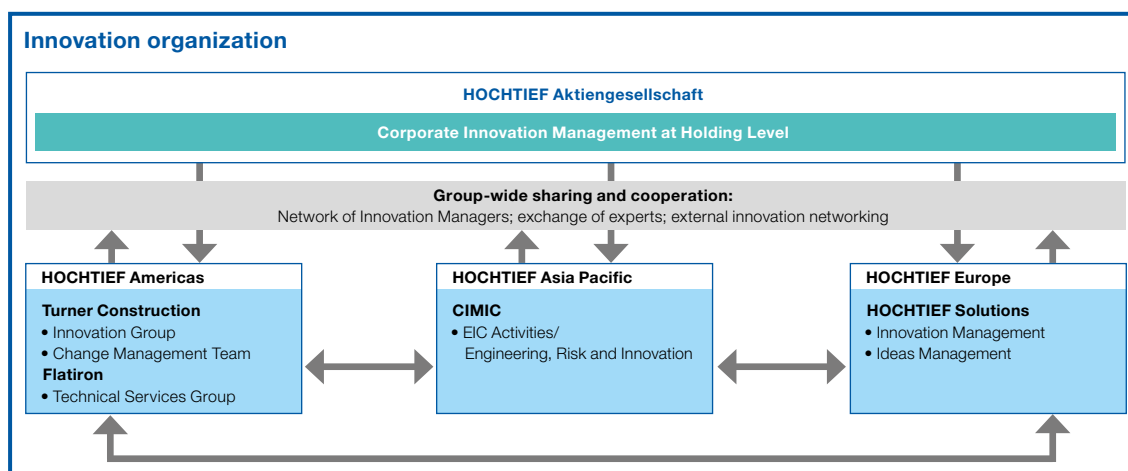 Innovation organization
HOCHTIEF Aktiengesellschaft
Corporate Innovation Management at Holding Level
Group-wide sharing and cooperation:
Network of Innovation Managers; exchange of experts; external innovation networking
HOCHTIEF Americas
Turner Construction
• Innovation Group
• Change Management Team
Flatiron
• Technical Services Group
HOCHTIEF Asia Pacific
CIMIC
• EIC Activities/
Engineering, Risk and Innovation
HOCHTIEF Europe
HOCHTIEF Solutions
• Innovation Management
• Ideas Management